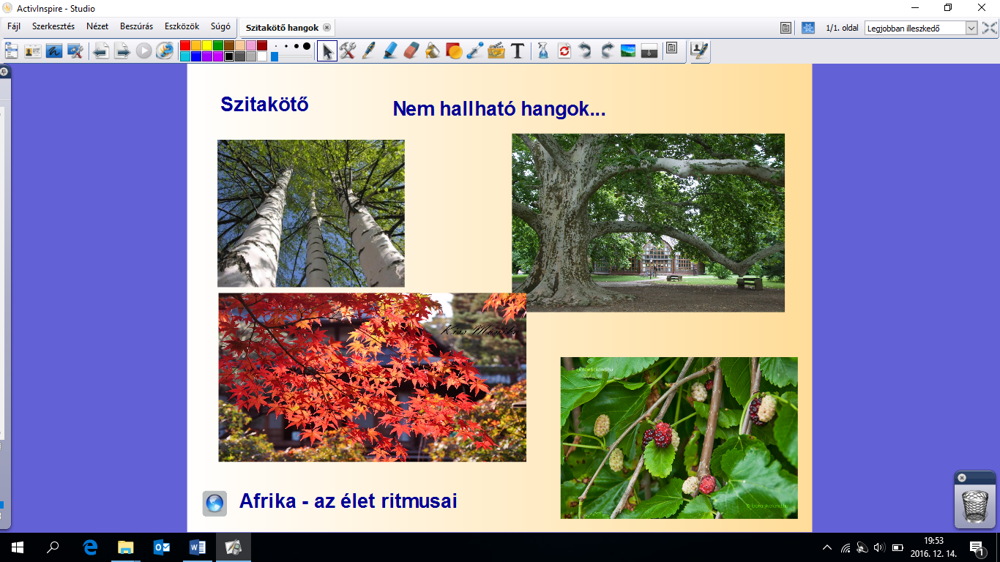 ActivInspire - Studio
Fájl Szerkesztés Nézet Beszúrás Eszközök Súgó
Szitakötő hangok
1/1. oldal
Legjobban illeszkedő
Szitakötő
Nem hallható hangok...
Afrika - az élet ritmusai
19:53
2016. 12. 14.
1